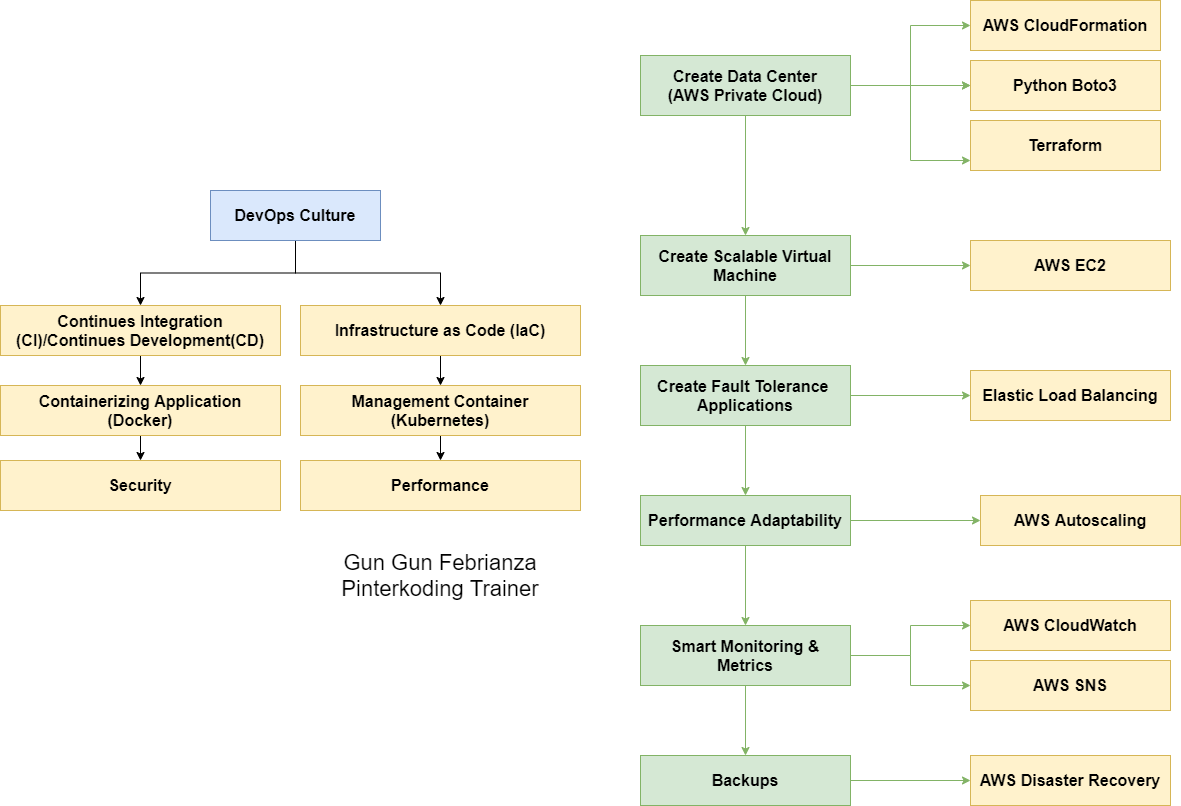 DevOps Culture
Continues Integration
(CI)/Continues Development(CD)
Infrastructure as Code (IaC)
Containerizing Application
(Docker)
Management Container
(Kubernetes)
Security
Performance
Gun Gun Febrianza
Pinterkoding Trainer
Create Data Center
(AWS Private Cloud)
AWS CloudFormation
Python Boto3
Terraform
Create Scalable Virtual
Machine
AWS EC2
Create Fault Tolerance
Applications
Elastic Load Balancing
Performance Adaptability
AWS Autoscaling
Smart Monitoring &
Metrics
AWS CloudWatch
AWS SNS
Backups
AWS Disaster Recovery